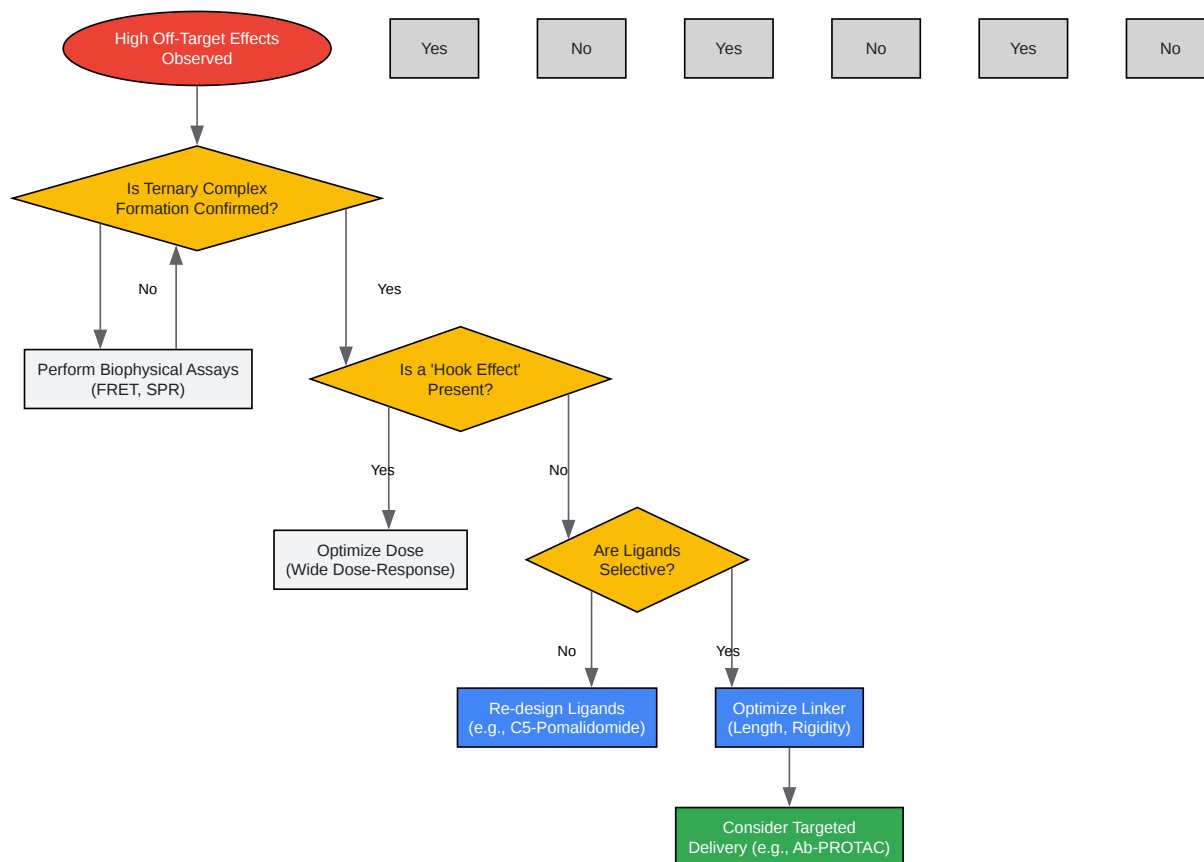 High Off-Target Effects
Observed
Yes
No
Yes
No
Yes
No
Is Ternary Complex
Formation Confirmed?
No
Yes
Perform Biophysical Assays
(FRET, SPR)
Is a 'Hook Effect'
Present?
Yes
No
Optimize Dose
(Wide Dose-Response)
Are Ligands
Selective?
No
Yes
Re-design Ligands
(e.g., C5-Pomalidomide)
Optimize Linker
(Length, Rigidity)
Consider Targeted
Delivery (e.g., Ab-PROTAC)